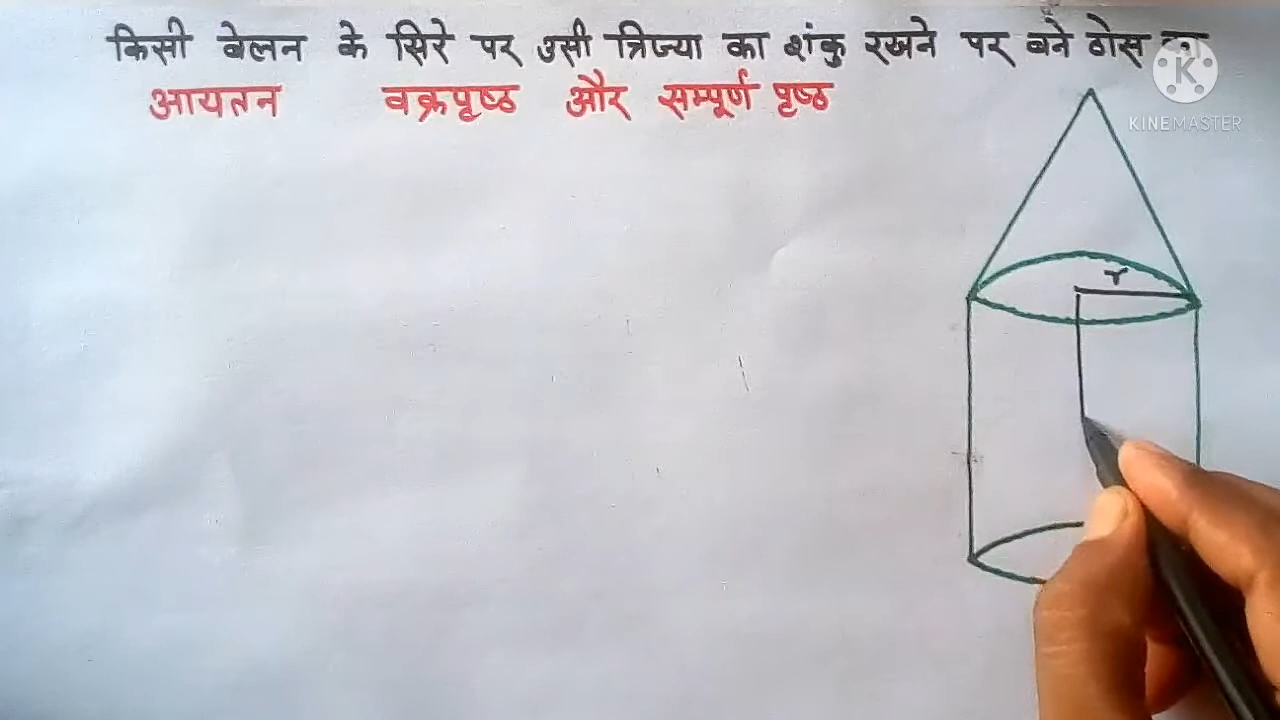 किसी बेलन के सिरे पर उसी त्रिज्या का शंकु रखने पर बने ठोस का
आयतन वक्रपृष्ठ और सम्पूर्ण पृष्ठ
K
KINEMASTER
r